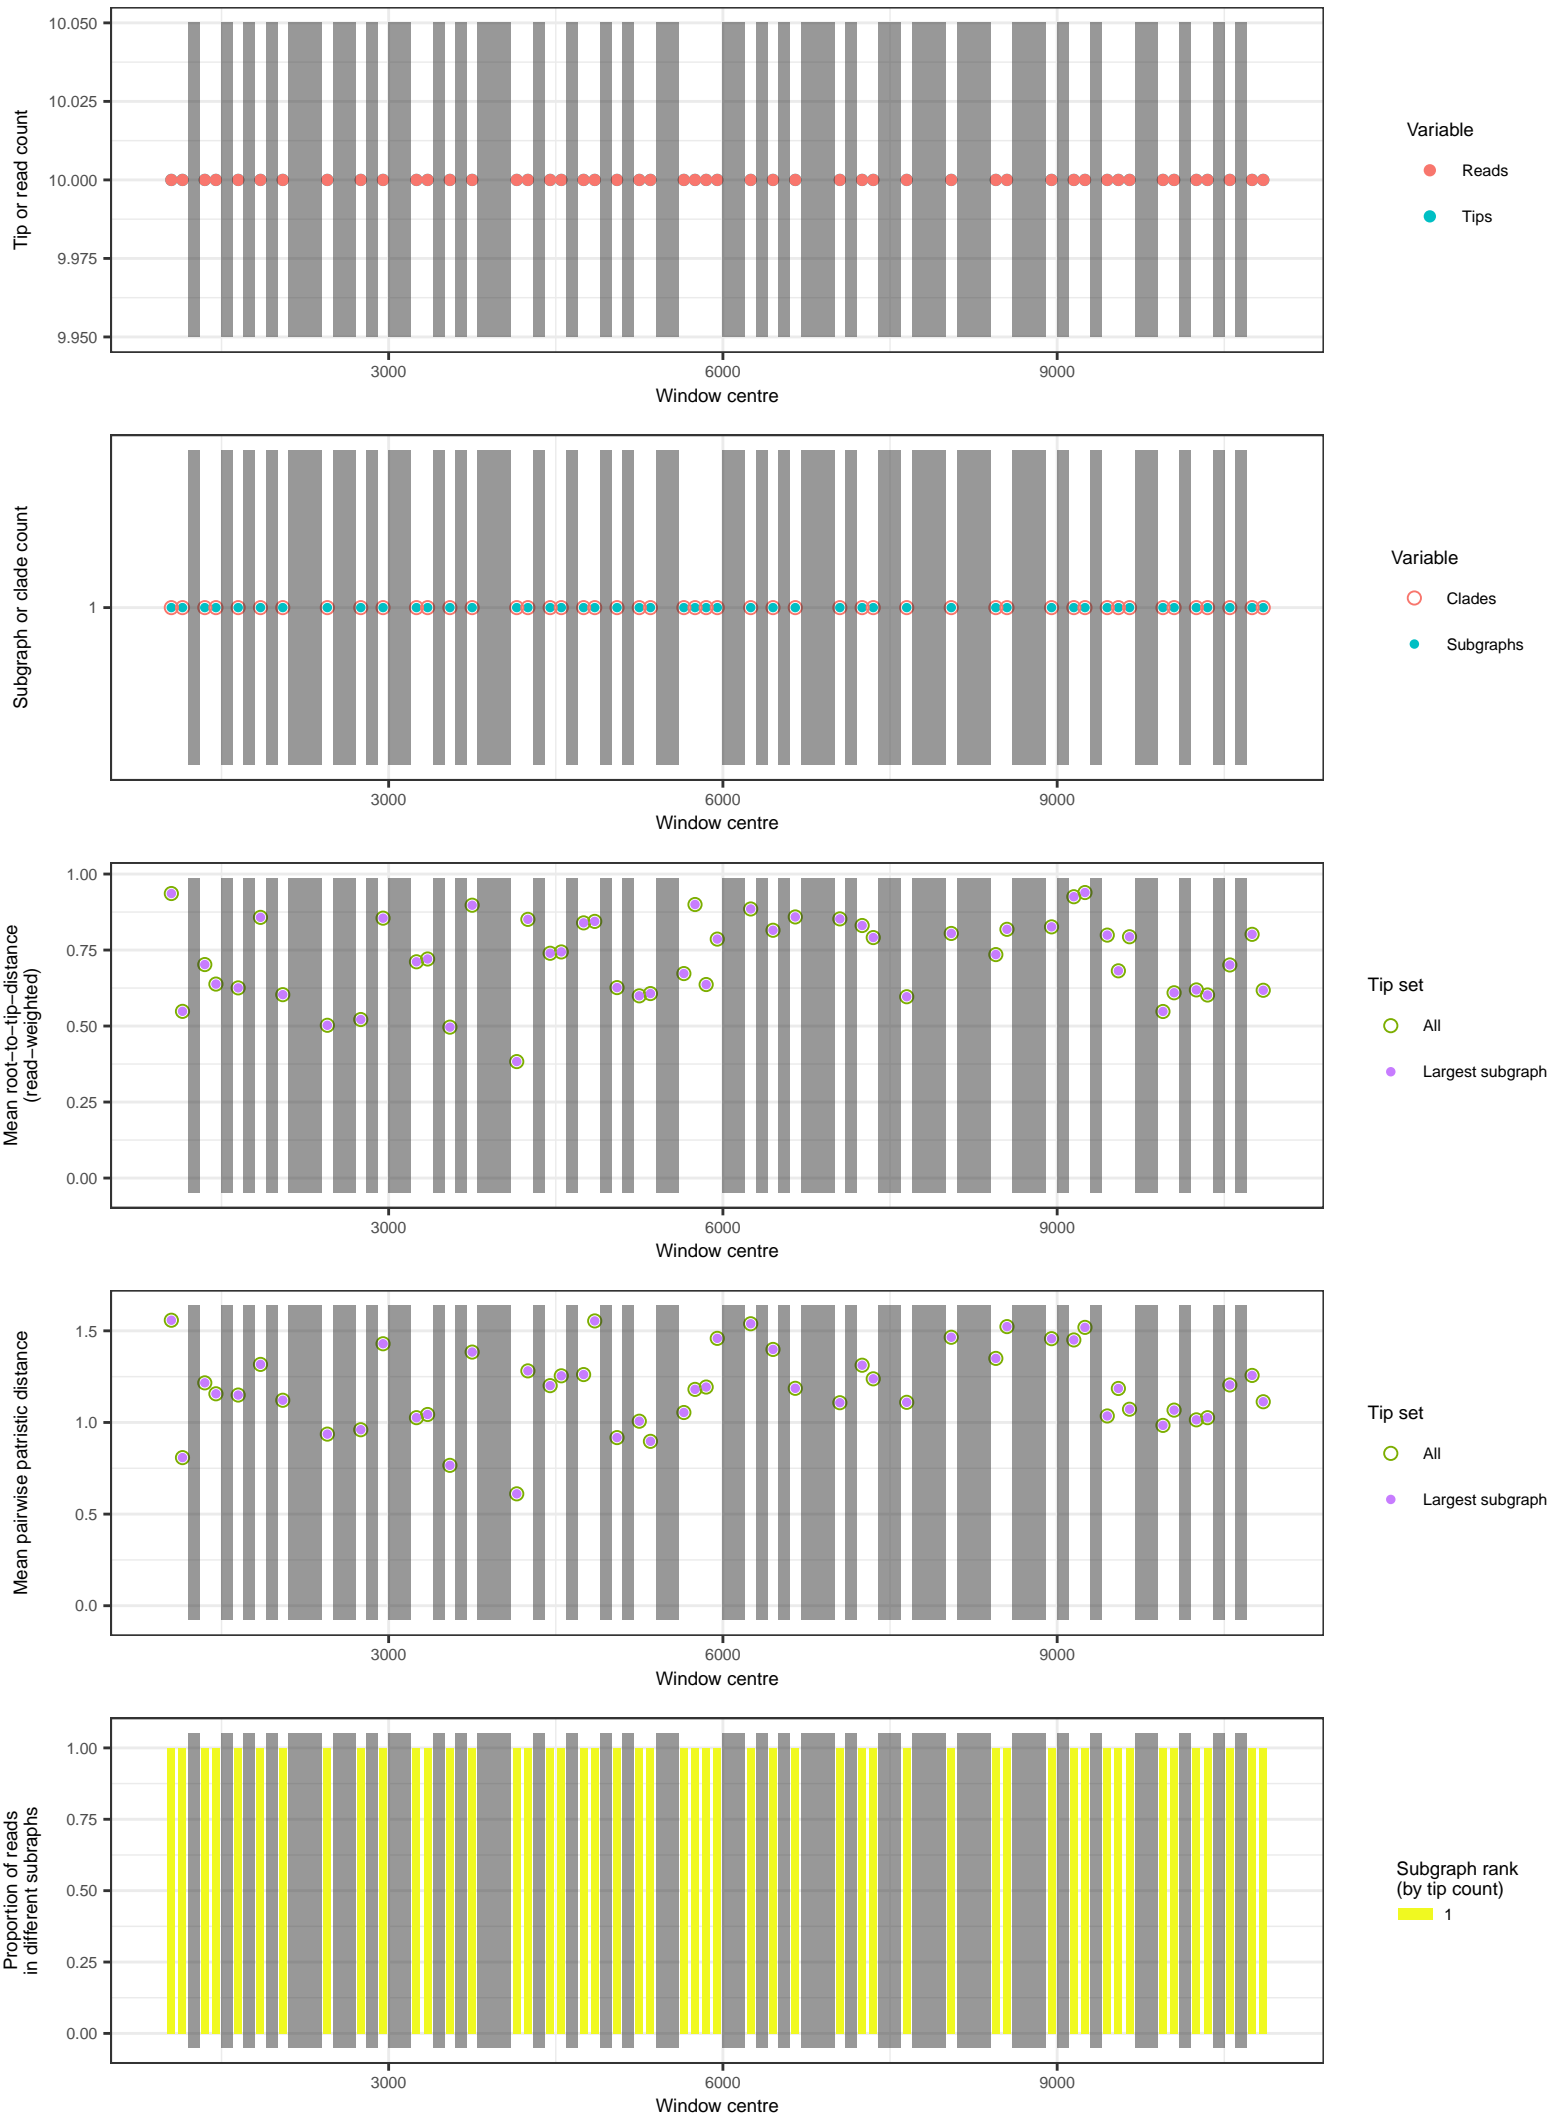 10.050
10.025
10.000
9.975
9.950
Tip or read count
3000
6000
9000
Window centre
Variable
Reads
Tips
1
Subgraph or clade count
3000
6000
9000
Window centre
Variable
Clades
Subgraphs
1.00
0.75
0.50
0.25
0.00
Mean root−to−tip−distance
(read−weighted)
3000
6000
9000
Window centre
Tip set
All
Largest subgraph
1.5
1.0
0.5
0.0
Mean pairwise patristic distance
3000
6000
9000
Window centre
Tip set
All
Largest subgraph
1.00
0.75
0.50
0.25
0.00
Proportion of reads
in different subraphs
3000
6000
9000
Window centre
Subgraph rank
(by tip count)
1